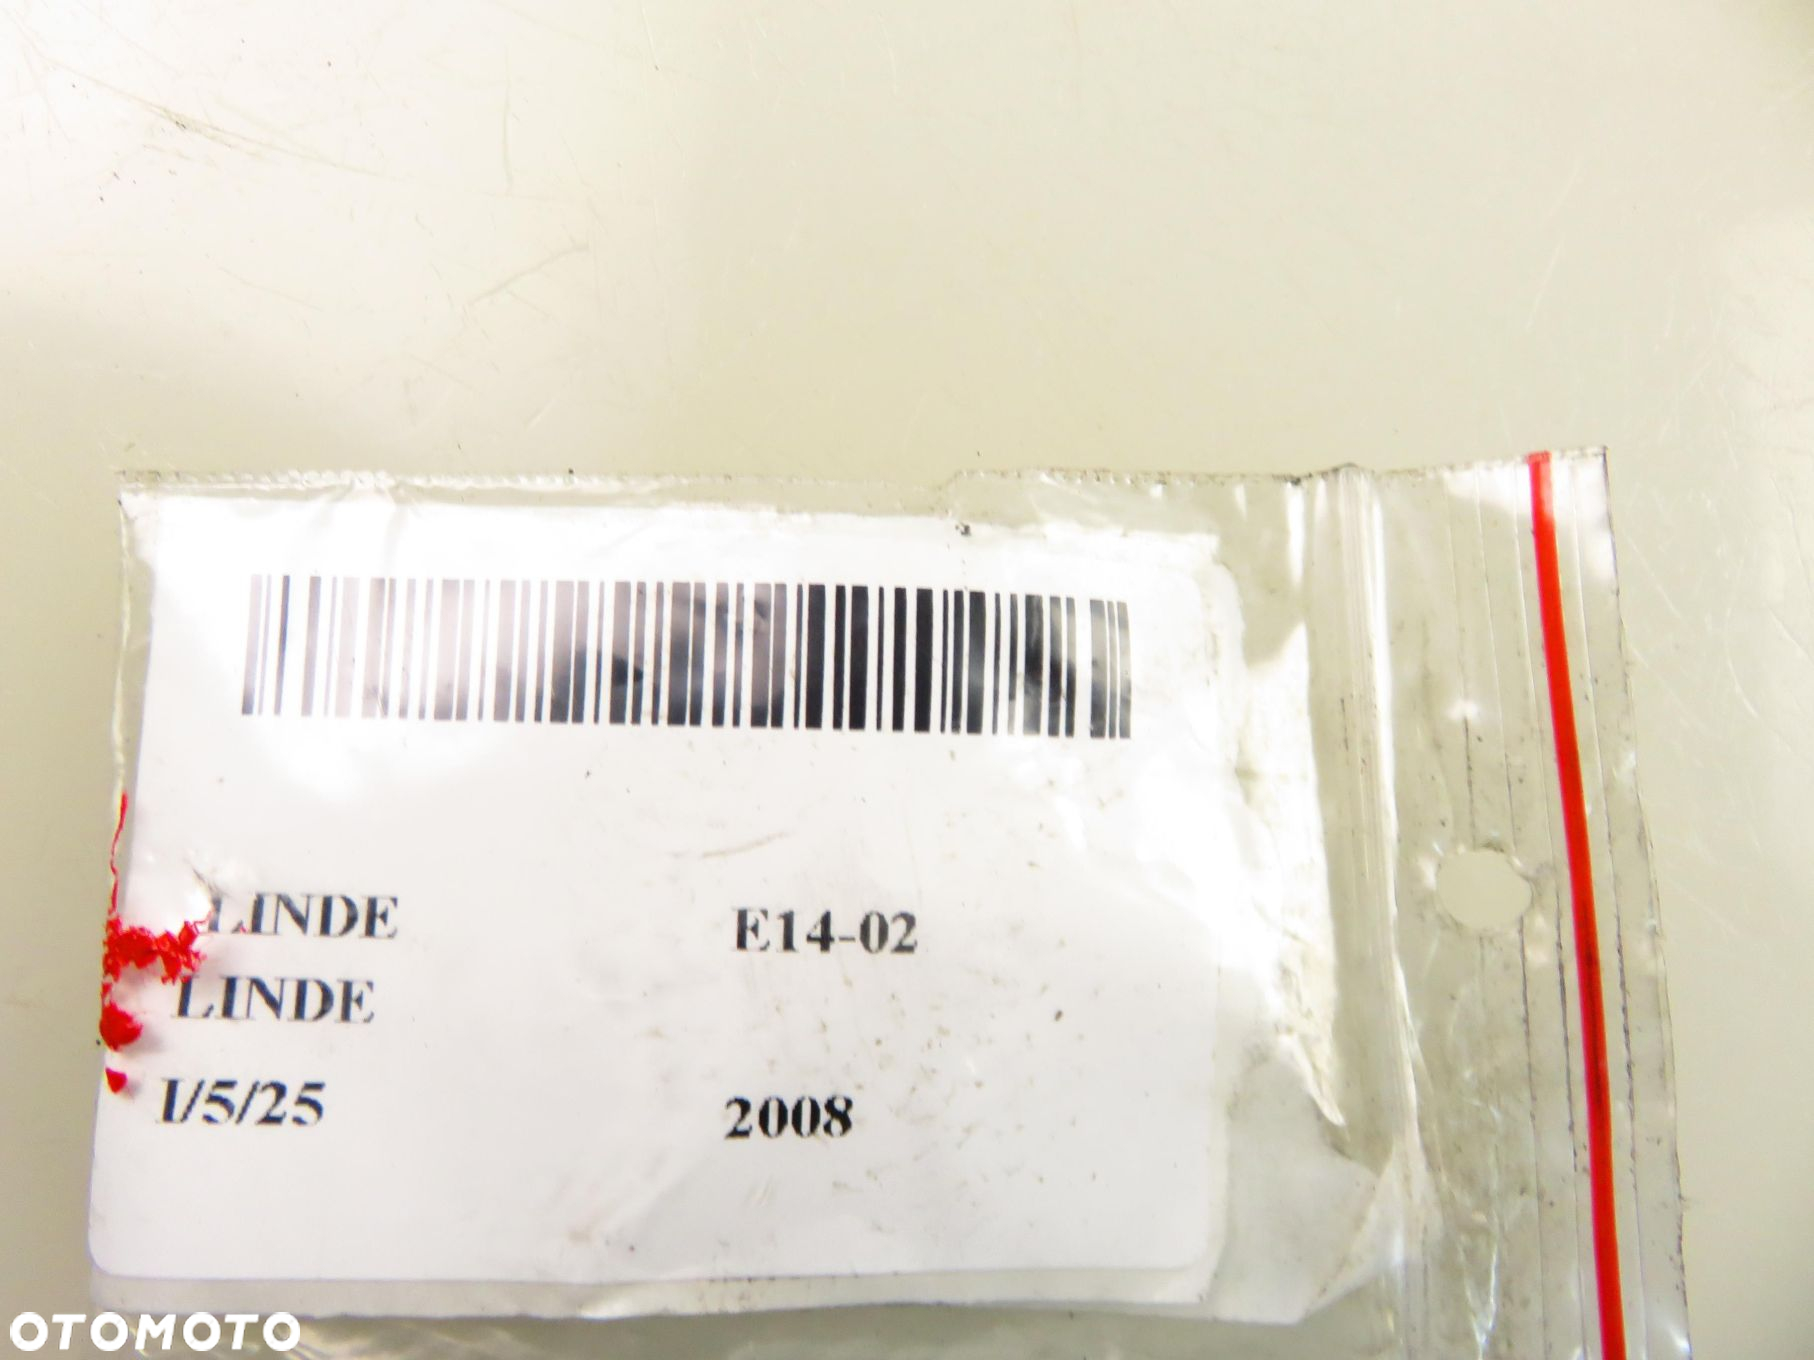 LINDE E14-02
LINDE
I/5/25 2008
OTOMOTO